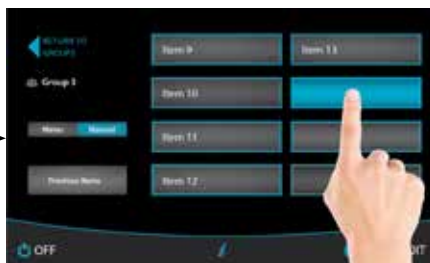 RETURN TO
GROUPS
Group 3
Menu Manual
Previous Items
Item 9
Item 10
Item 11
Item 12
Item 13
OFF
i